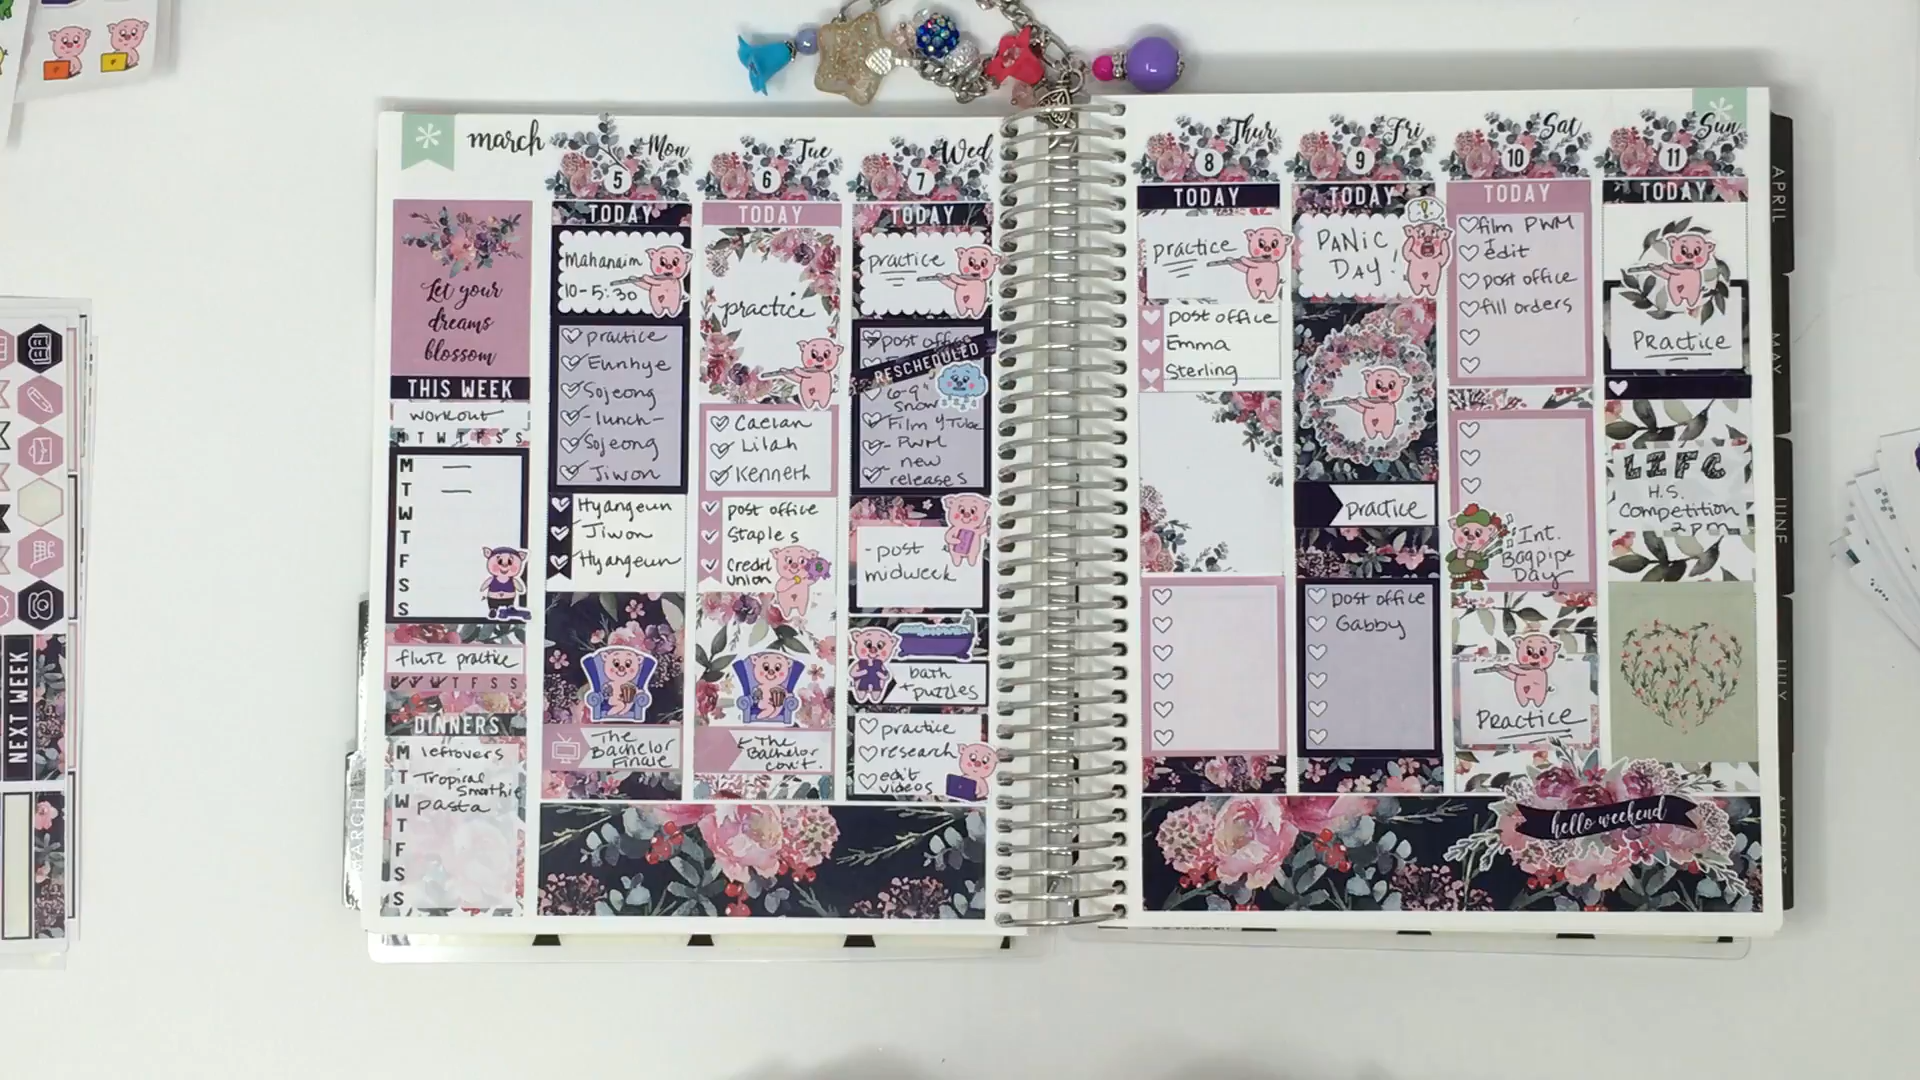 march
Let your
dreams
blossom
THIS WEEK
workout
M T W T F S S
M
T
W
T
F
S
S
flute practice
M T W T F S S
DINNERS
M leftovers
T Tropical
Smoothie
W pasta
T
F
S
S
Mon
5
TODAY
Mahanaim
10-5:30
practice
Eunhye
Sojeong
-lunch-
Sojeong
Jiwon
Hyangeun
Jiwon
Hyangeun
The
Bachelor
Finale
Tue
6
TODAY
practice
Caelan
Lilah
Kenneth
post office
Staples
Credit
union
The
Bachelor
con't.
Wed
7
TODAY
practice
post office
RESCHEDULED
6-9"
snow
Film YTube
- PWM
- new
releases
- post
midweek
bath
+ puzzles
practice
research
edit
videos
Thur
8
TODAY
practice
post office
Emma
Sterling
Fri
9
TODAY
PANIC
DAY!
practice
post office
Gabby
Sat
10
TODAY
film PWM
edit
post office
fill orders
Int.
Bagpipe
Day
Practice
Sun
11
TODAY
Practice
H.S.
Competition
2pm
hello weekend
NEXT WEEK
MARCH
APRIL
MAY
JUNE
JULY
AUGUST